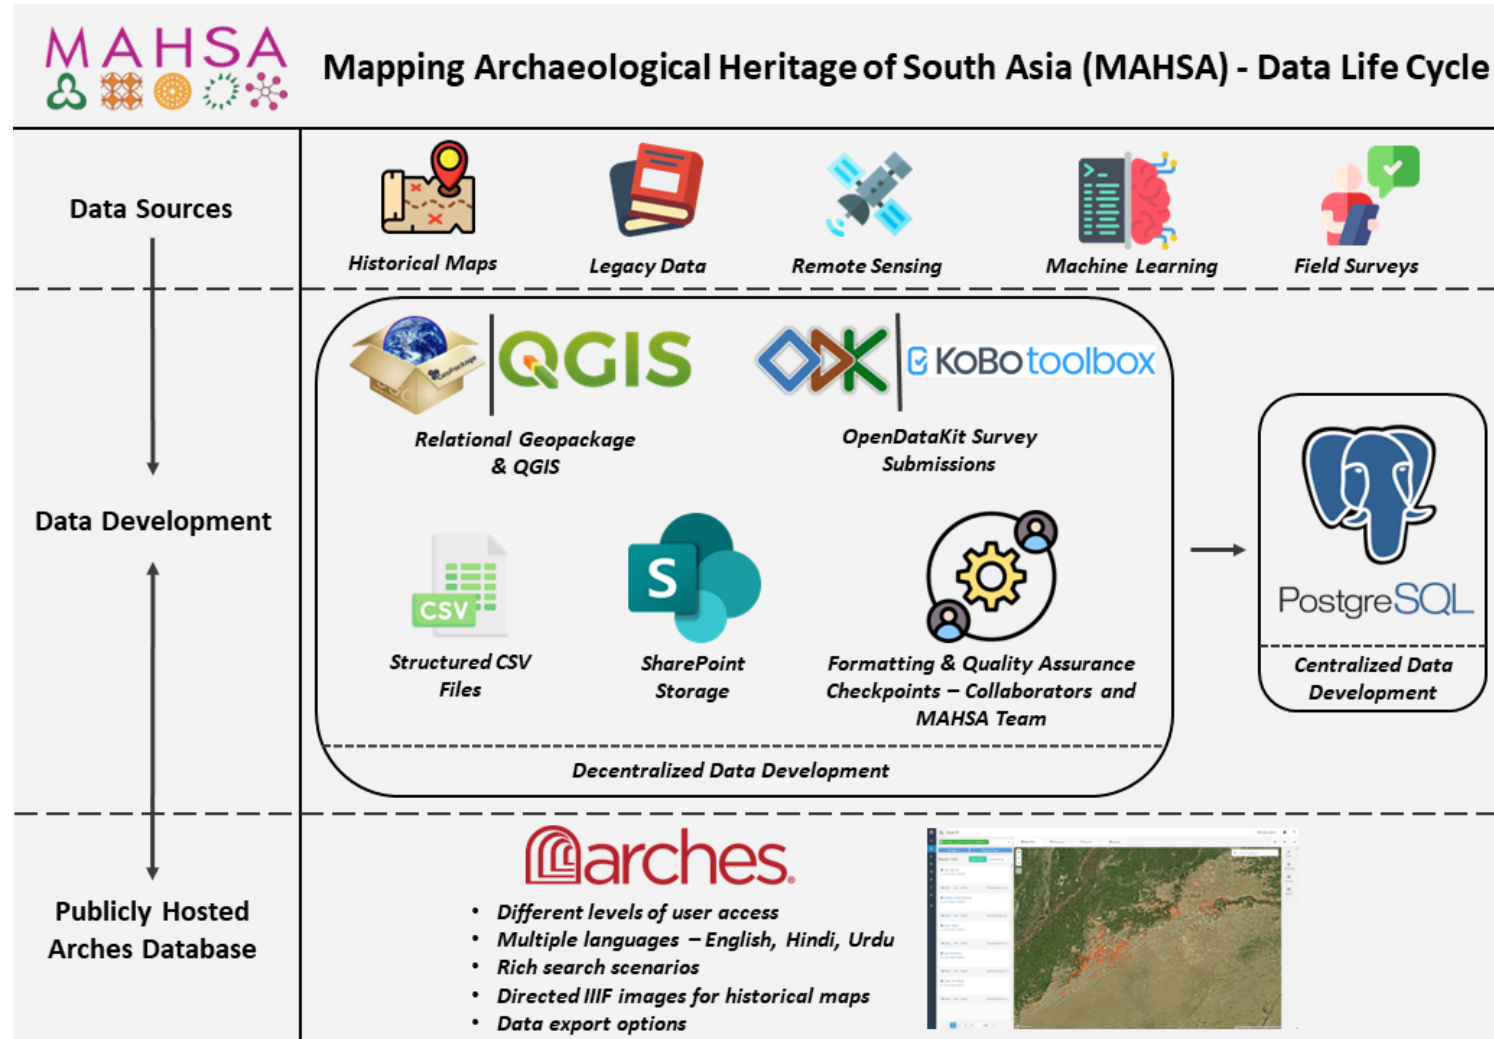 MAHSA
Mapping Archaeological Heritage of South Asia (MAHSA) - Data Life Cycle
Data Sources
Historical Maps
Legacy Data
Remote Sensing
Machine Learning
Field Surveys
Data Development
GeoPackage
QGIS
Relational Geopackage
& QGIS
ODK
KoBotoolbox
OpenDataKit Survey
Submissions
CSV
Structured CSV
Files
S
SharePoint
Storage
Formatting & Quality Assurance
Checkpoints – Collaborators and
MAHSA Team
Decentralized Data Development
PostgreSQL
Centralized Data
Development
Publicly Hosted
Arches Database
arches®
• Different levels of user access
• Multiple languages – English, Hindi, Urdu
• Rich search scenarios
• Directed IIIF images for historical maps
• Data export options